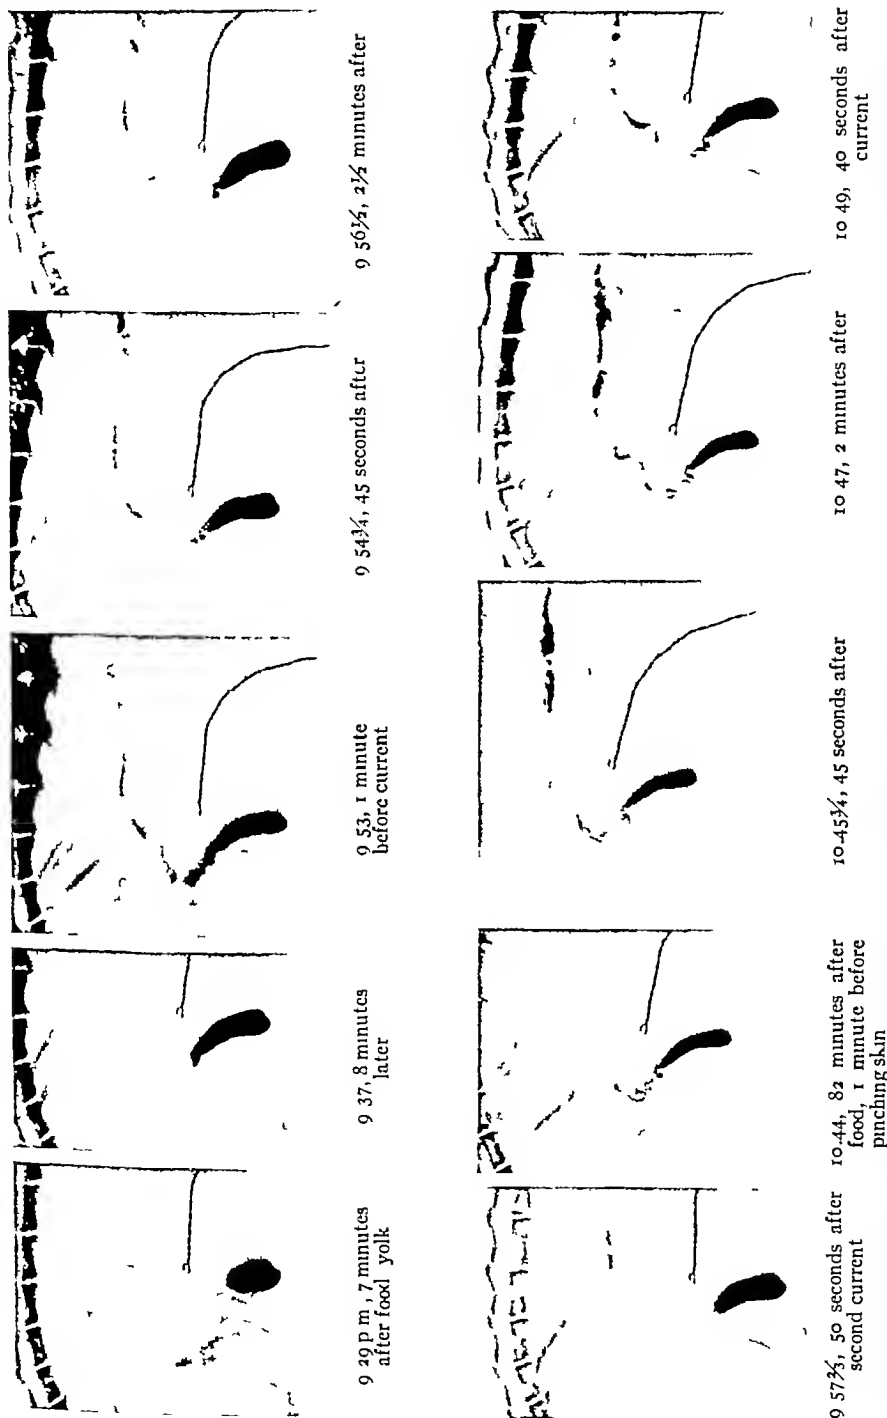 9 29 p m , 7 minutes
after food yolk
9 37, 8 minutes
later
9 53, 1 minute
before current
9 54¾, 45 seconds after
9 56½, 2½ minutes after
9 57⅔, 50 seconds after
second current
10.44, 82 minutes after
food, 1 minute before
pinching skin
10.45¾, 45 seconds after
10 47, 2 minutes after
10 49, 40 seconds after
current